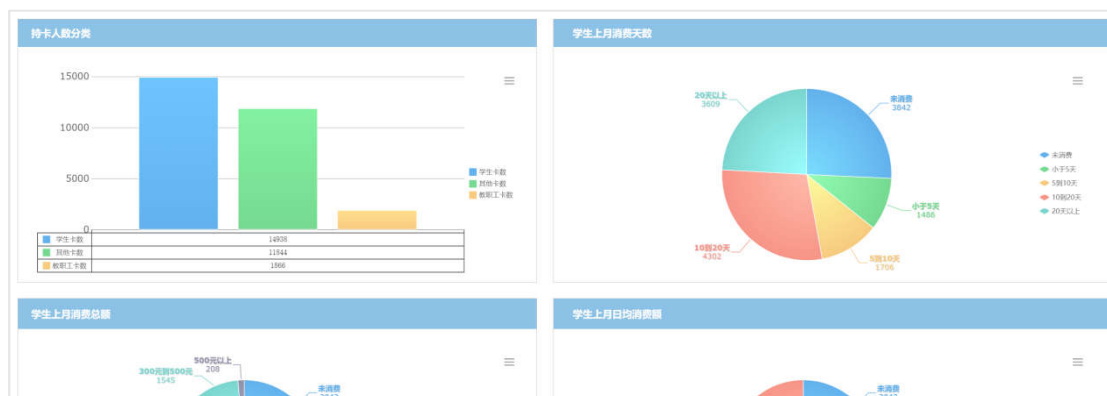 持卡人数分类
15000
10000
5000
0
学生卡数
其他卡数
教职工卡数
学生卡数 14938
其他卡数 11844
教职工卡数 1866
学生上月消费天数
20天以上
3609
未消费
3842
小于5天
1486
5到10天
1706
10到20天
4302
未消费
小于5天
5到10天
10到20天
20天以上
学生上月消费总额
500元以上
208
300元到500元
1545
未消费
学生上月日均消费额
未消费